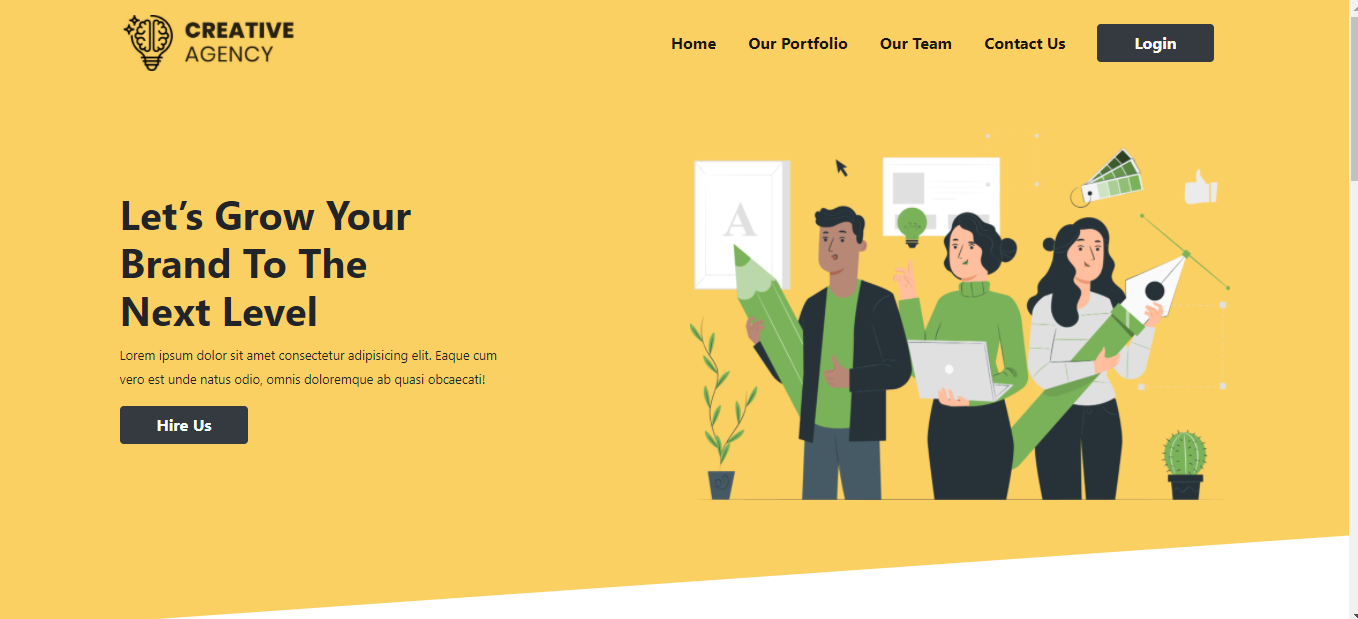 CREATIVE
AGENCY
Home Our Portfolio Our Team Contact Us Login
A
Let’s Grow Your
Brand To The
Next Level
Lorem ipsum dolor sit amet consectetur adipisicing elit. Eaque cum
vero est unde natus odio, omnis doloremque ab quasi obcaecati!
Hire Us